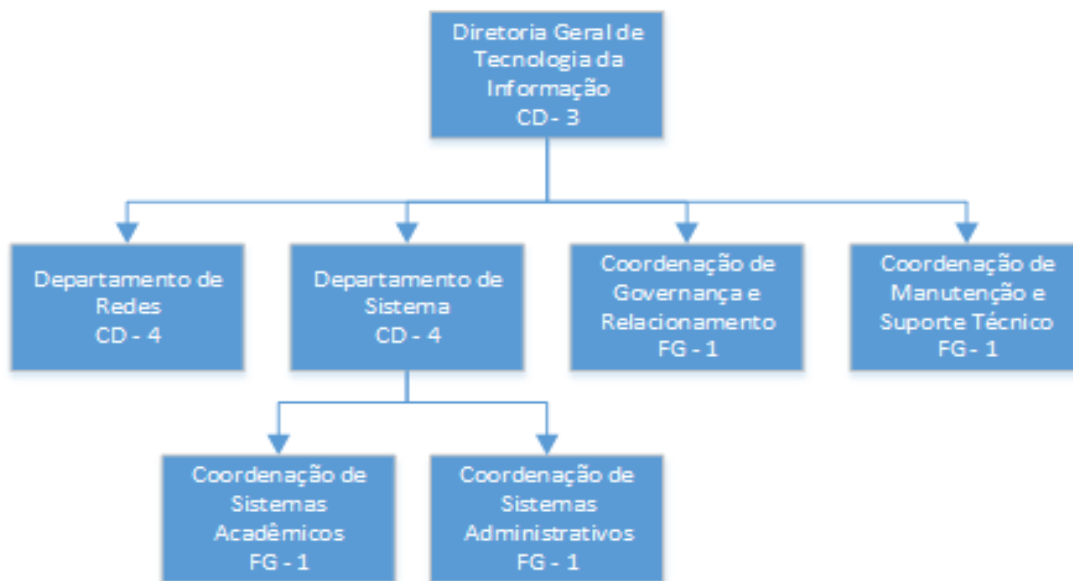 Diretoria Geral de
Tecnologia da
Informação
CD - 3
Departamento de
Redes
CD - 4
Departamento de
Sistema
CD - 4
Coordenação de
Governança e
Relacionamento
FG - 1
Coordenação de
Manutenção e
Suporte Técnico
FG - 1
Coordenação de
Sistemas
Acadêmicos
FG - 1
Coordenação de
Sistemas
Administrativos
FG - 1